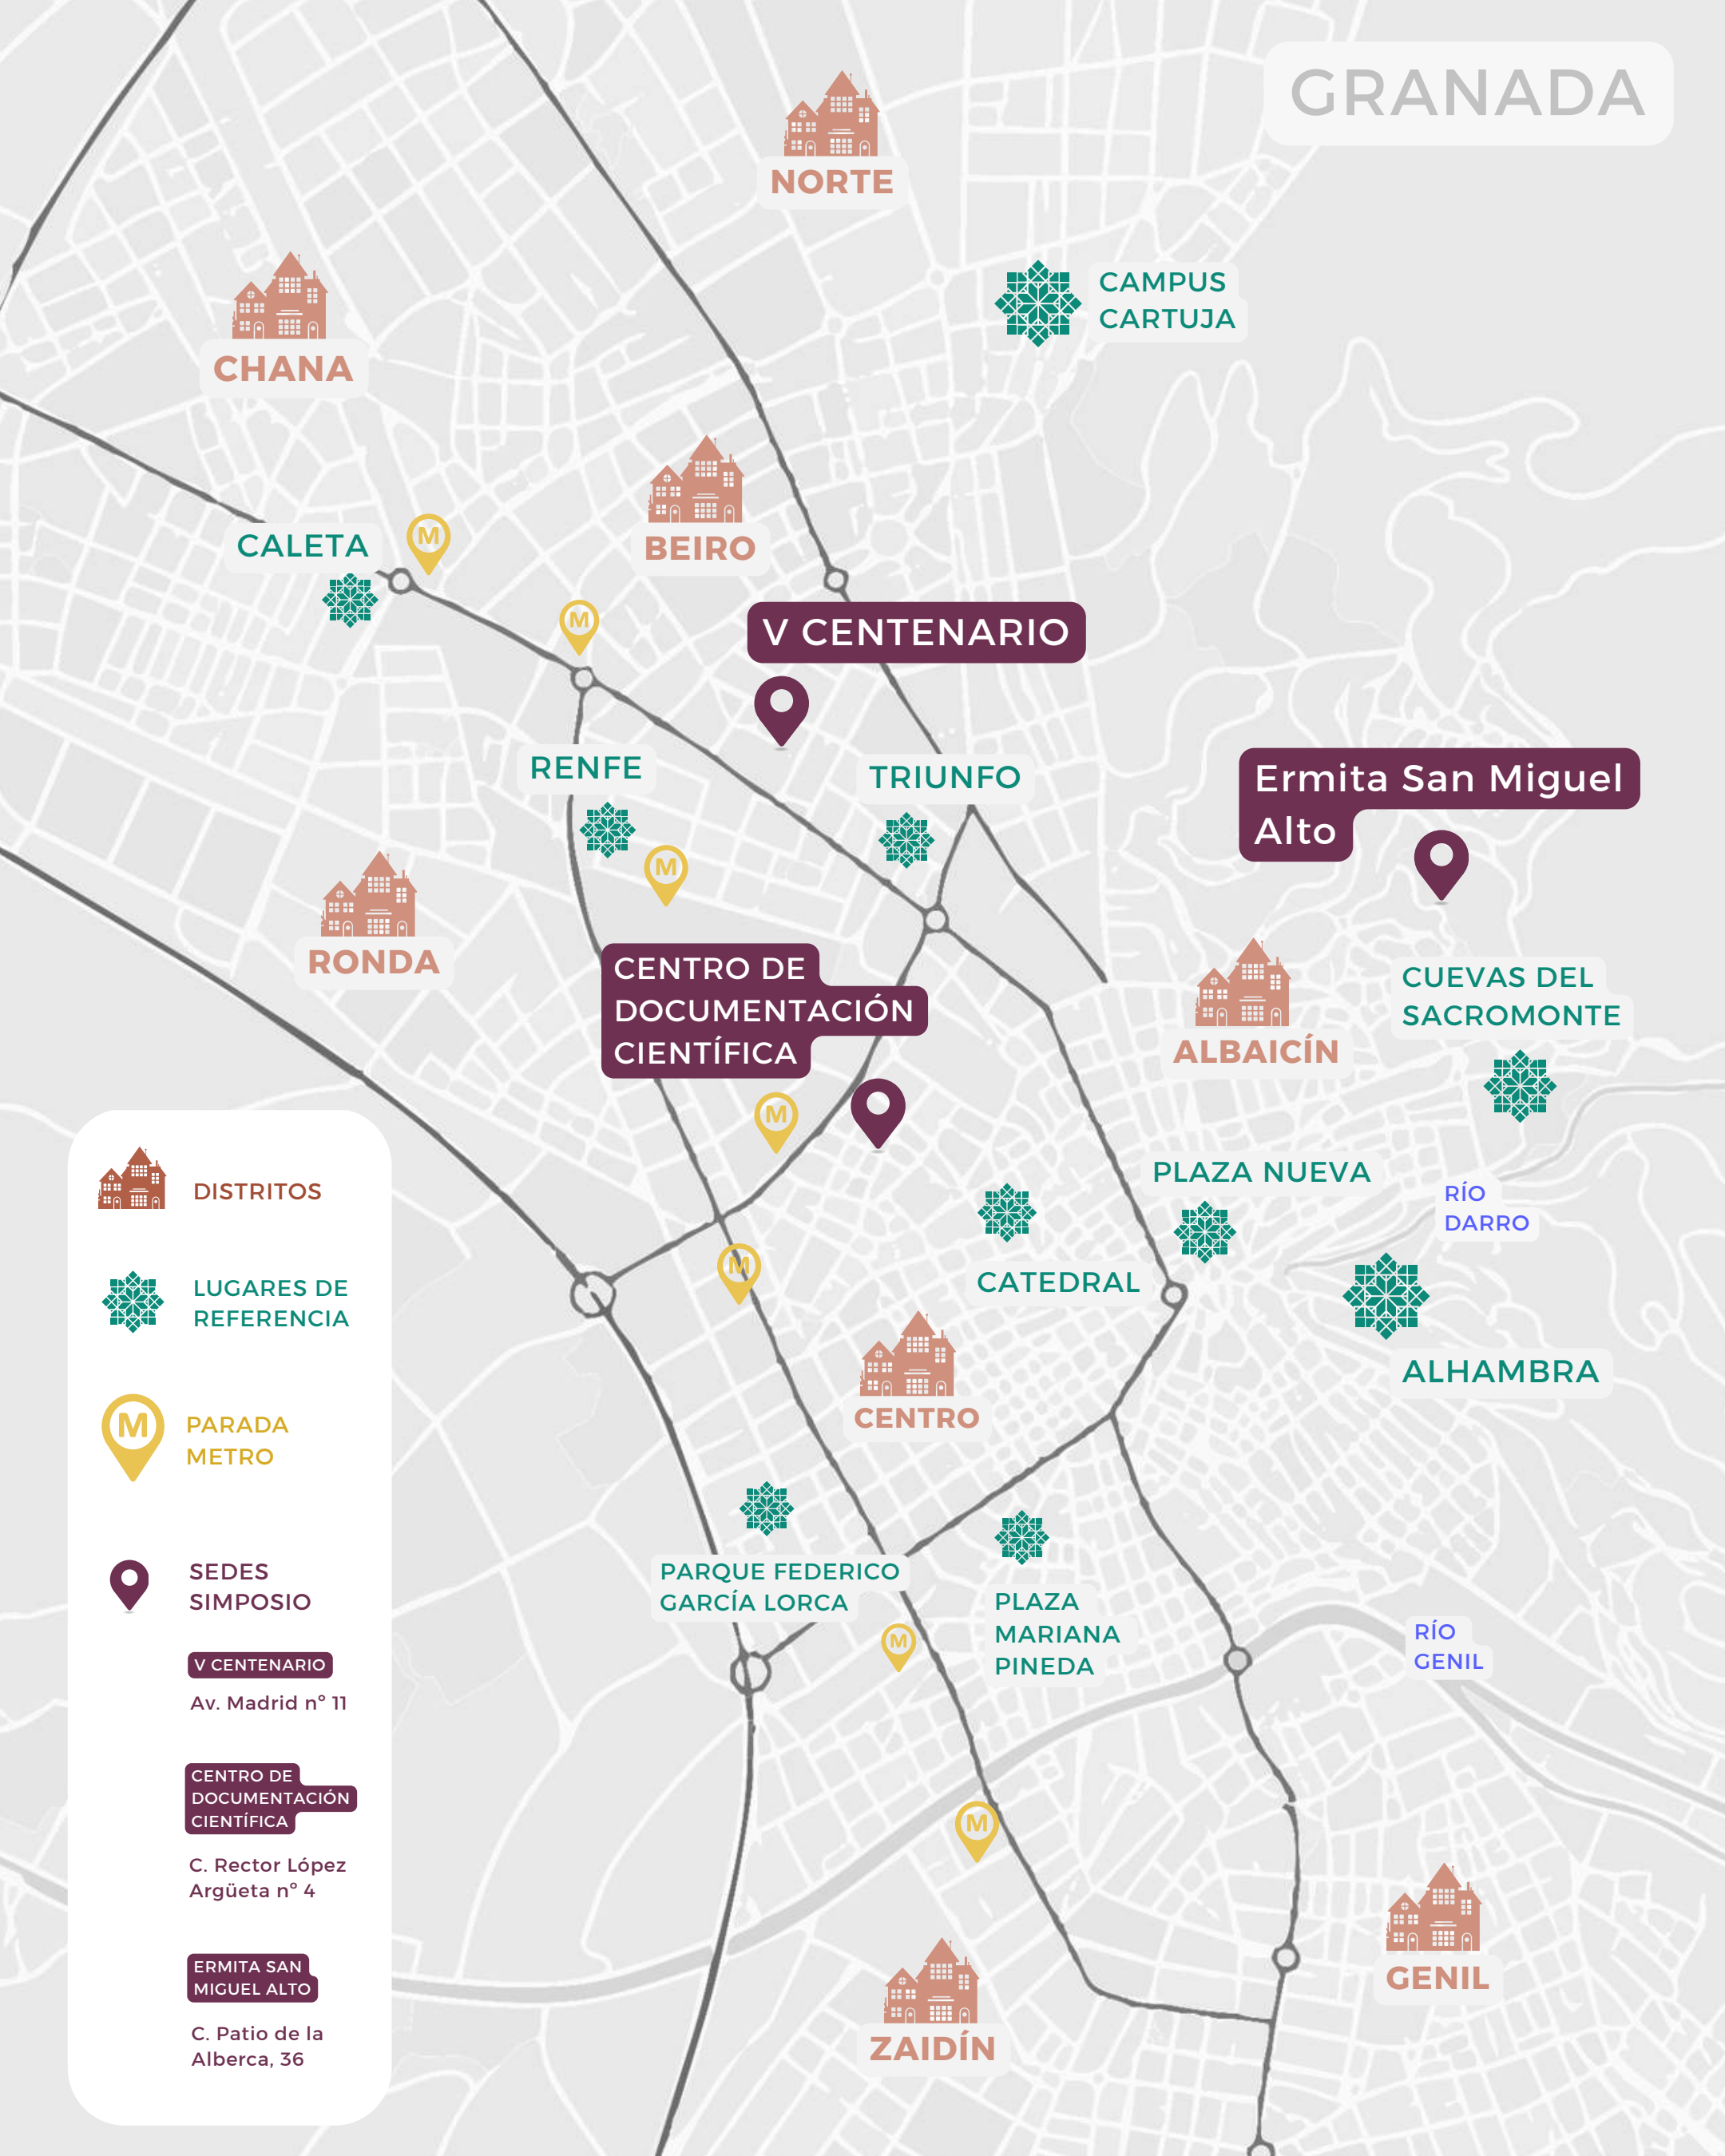 GRANADA
NORTE
CAMPUS
CARTUJA
CHANA
BEIRO
CALETA
M
M
V CENTENARIO
RENFE
TRIUNFO
Ermita San Miguel
Alto
M
RONDA
CENTRO DE
DOCUMENTACIÓN
CIENTÍFICA
CUEVAS DEL
SACROMONTE
ALBAICÍN
M
PLAZA NUEVA
RÍO
DARRO
M
CATEDRAL
ALHAMBRA
CENTRO
PARQUE FEDERICO
GARCÍA LORCA
PLAZA
MARIANA
PINEDA
M
RÍO
GENIL
M
GENIL
ZAIDÍN
DISTRITOS
LUGARES DE
REFERENCIA
M
PARADA
METRO
SEDES
SIMPOSIO
V CENTENARIO
Av. Madrid nº 11
CENTRO DE
DOCUMENTACIÓN
CIENTÍFICA
C. Rector López
Argüeta nº 4
ERMITA SAN
MIGUEL ALTO
C. Patio de la
Alberca, 36